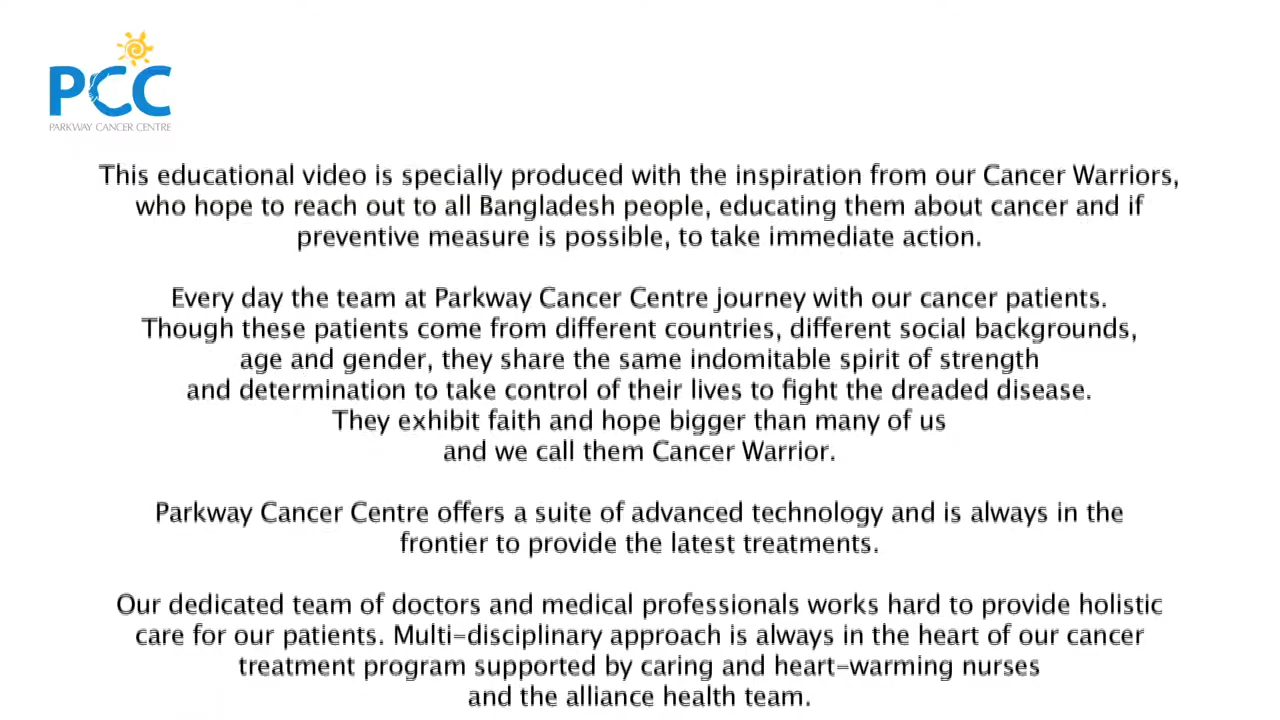 PCC
PARKWAY CANCER CENTRE
This educational video is specially produced with the inspiration from our Cancer Warriors,
who hope to reach out to all Bangladesh people, educating them about cancer and if
preventive measure is possible, to take immediate action.
Every day the team at Parkway Cancer Centre journey with our cancer patients.
Though these patients come from different countries, different social backgrounds,
age and gender, they share the same indomitable spirit of strength
and determination to take control of their lives to fight the dreaded disease.
They exhibit faith and hope bigger than many of us
and we call them Cancer Warrior.
Parkway Cancer Centre offers a suite of advanced technology and is always in the
frontier to provide the latest treatments.
Our dedicated team of doctors and medical professionals works hard to provide holistic
care for our patients. Multi-disciplinary approach is always in the heart of our cancer
treatment program supported by caring and heart-warming nurses
and the alliance health team.